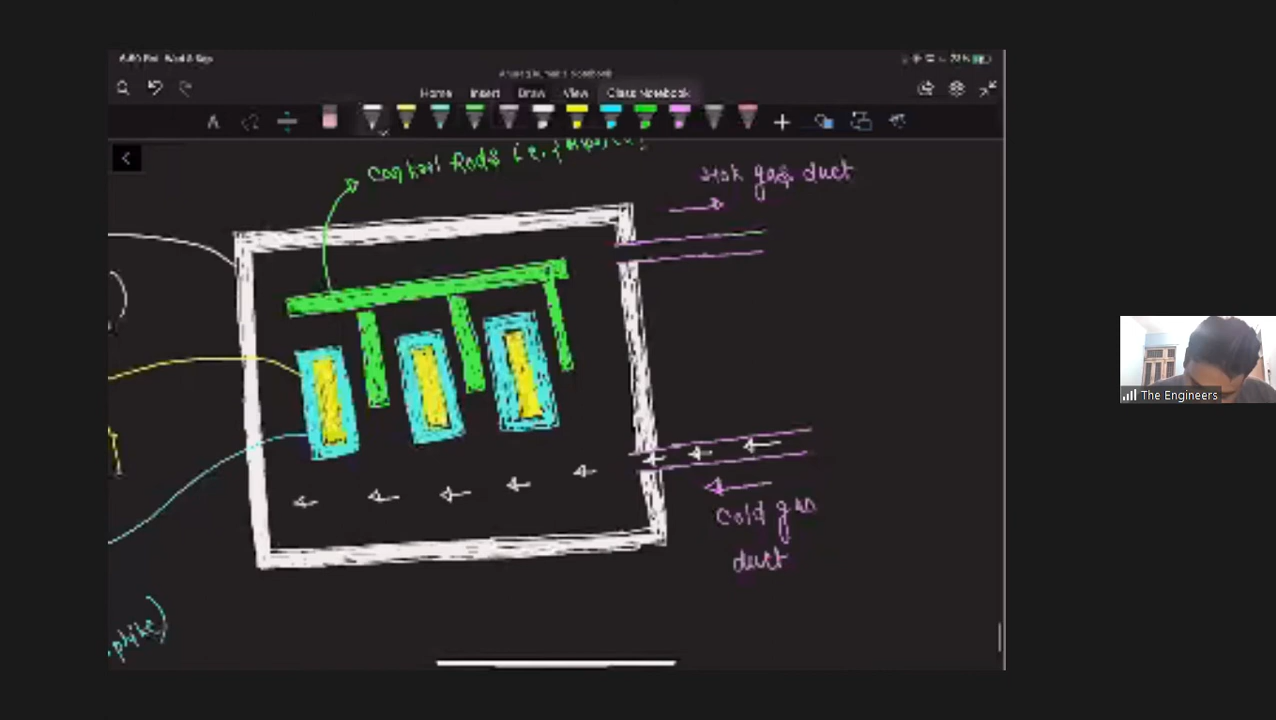 Home Insert Draw View Class Notebook
Control Rods i.e.
Hot gas duct
Cold gas
duct
The Engineers